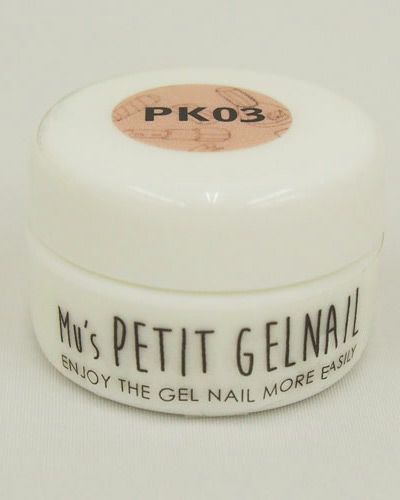 PK03
Mu's PETIT GELNAIL
ENJOY THE GEL NAIL MORE EASILY